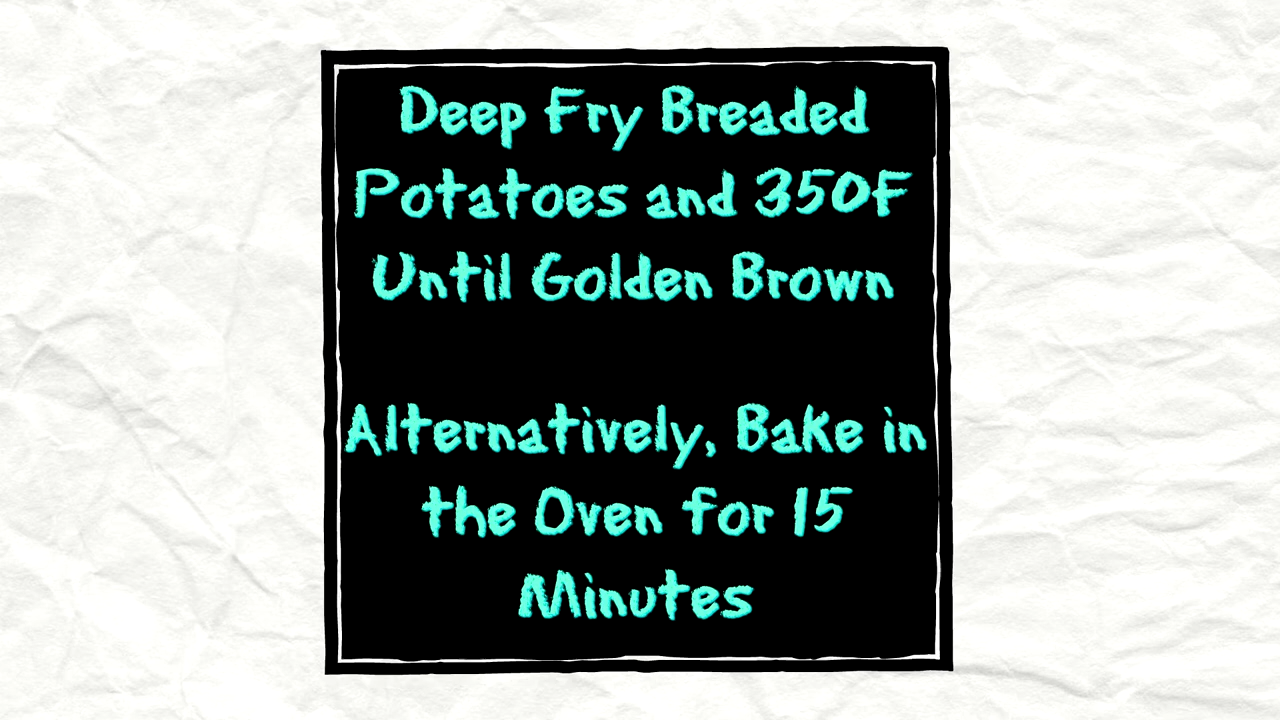 Deep Fry Breaded
Potatoes and 350F
Until Golden Brown
Alternatively, Bake in
the Oven for 15
Minutes